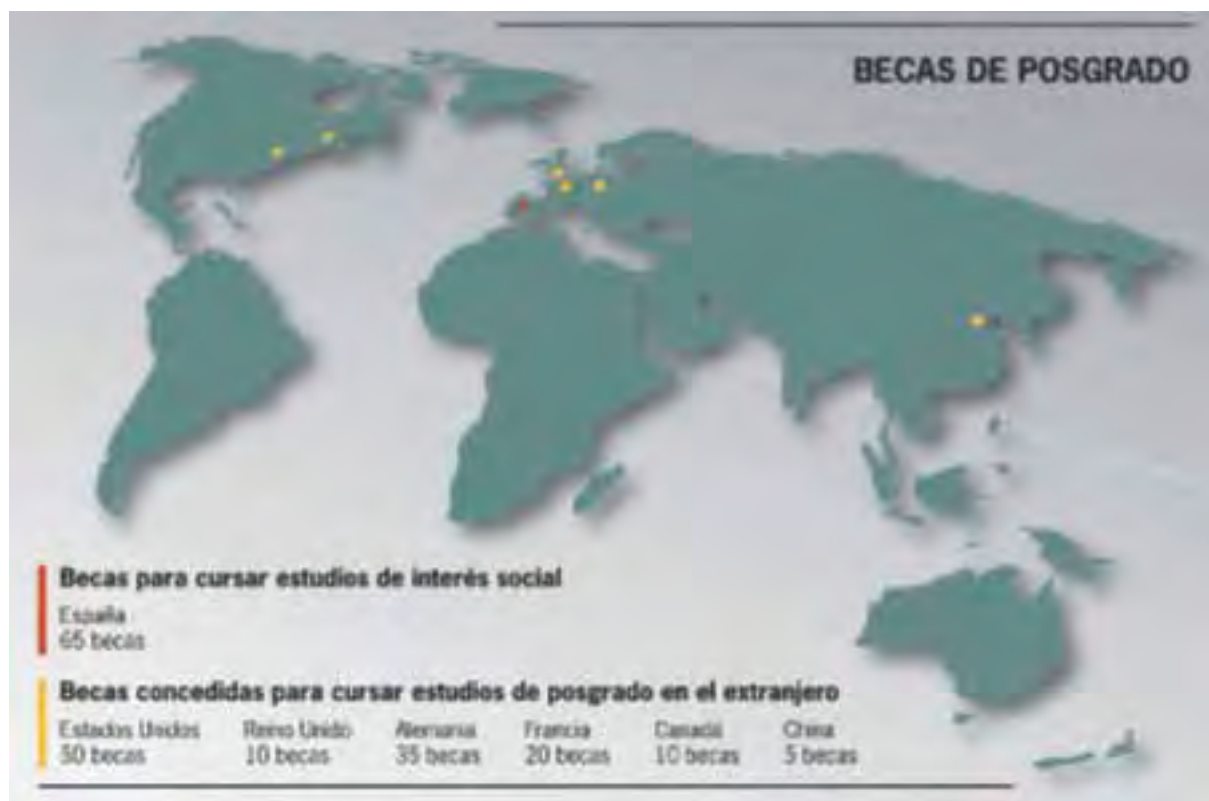 BECAS DE POSGRADO
Becas para cursar estudios de interés social
España
65 becas
Becas concedidas para cursar estudios de posgrado en el extranjero
Estados Unidos Reino Unido Alemania Francia Canadá China
50 becas 10 becas 35 becas 20 becas 10 becas 5 becas